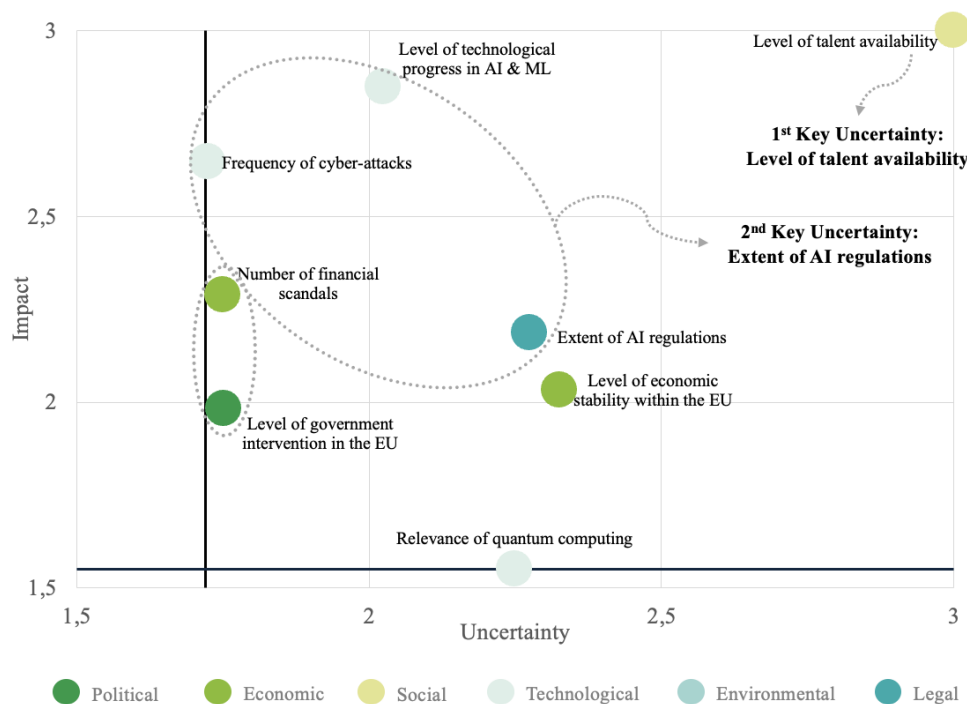 3
Level of technological
progress in AI & ML
Level of talent availability
1st Key Uncertainty:
Level of talent availability
Frequency of cyber-attacks
2,5
2nd Key Uncertainty:
Extent of AI regulations
Number of financial
scandals
Impact
Extent of AI regulations
2
Level of economic
stability within the EU
Level of government
intervention in the EU
Relevance of quantum computing
1,5
1,5
2
2,5
3
Uncertainty
Political
Economic
Social
Technological
Environmental
Legal